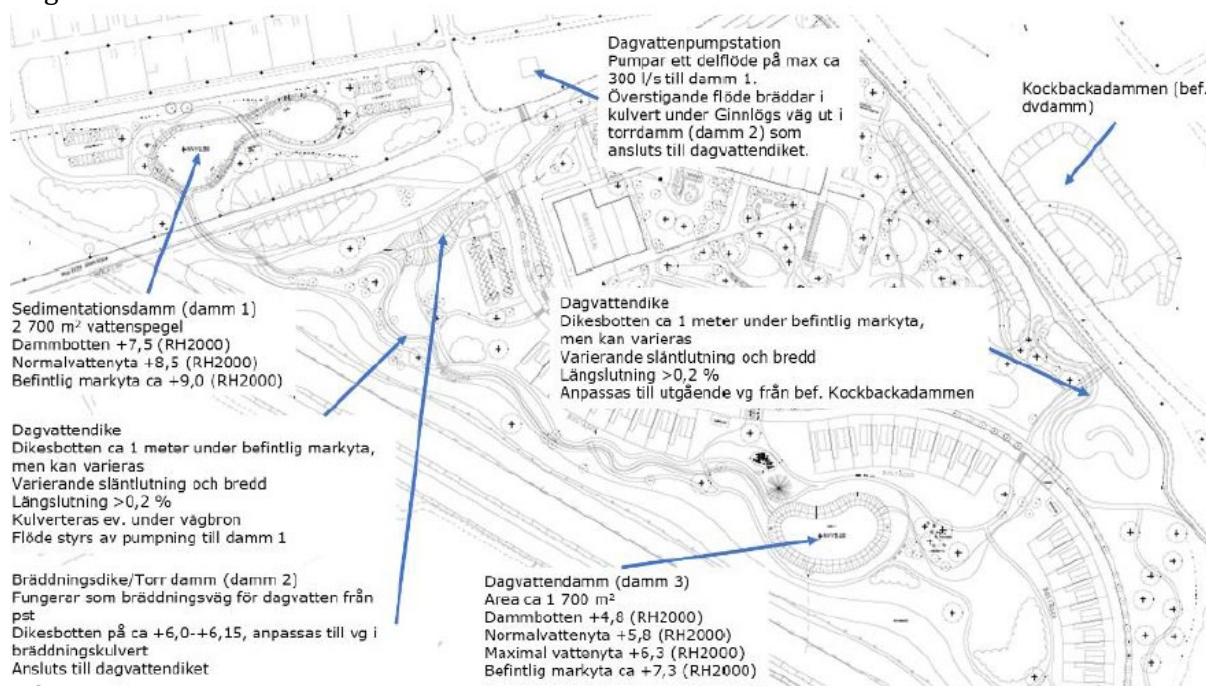 Dagvattenpumpstation
Pumpar ett delflöde på max ca
300 l/s till damm 1.
Överstigande flöde bräddar i
kulvert under Ginnlögs väg ut i
torrdamm (damm 2) som
ansluts till dagvattendiket.
Kockbackadammen (bef.
dvdamm)
Sedimentationsdamm (damm 1)
2 700 m² vattenspegel
Dammbotten +7,5 (RH2000)
Normalvattenyta +8,5 (RH2000)
Befintlig markyta ca +9,0 (RH2000)
Dagvattendike
Dikesbotten ca 1 meter under befintlig markyta,
men kan varieras
Varierande släntlutning och bredd
Längslutning >0,2 %
Anpassas till utgående vg från bef. Kockbackadammen
Dagvattendike
Dikesbotten ca 1 meter under befintlig markyta,
men kan varieras
Varierande släntlutning och bredd
Längslutning >0,2 %
Kulverteras ev. under vägbron
Flöde styrs av pumpning till damm 1
Bräddningsdike/Torr damm (damm 2)
Fungerar som bräddningsväg för dagvatten från
pst
Dikesbotten på ca +6,0-+6,15, anpassas till vg i
bräddningskulvert
Ansluts till dagvattendiket
Dagvattendamm (damm 3)
Area ca 1 700 m²
Dammbotten +4,8 (RH2000)
Normalvattenyta +5,8 (RH2000)
Maximal vattenyta +6,3 (RH2000)
Befintlig markyta ca +7,3 (RH2000)